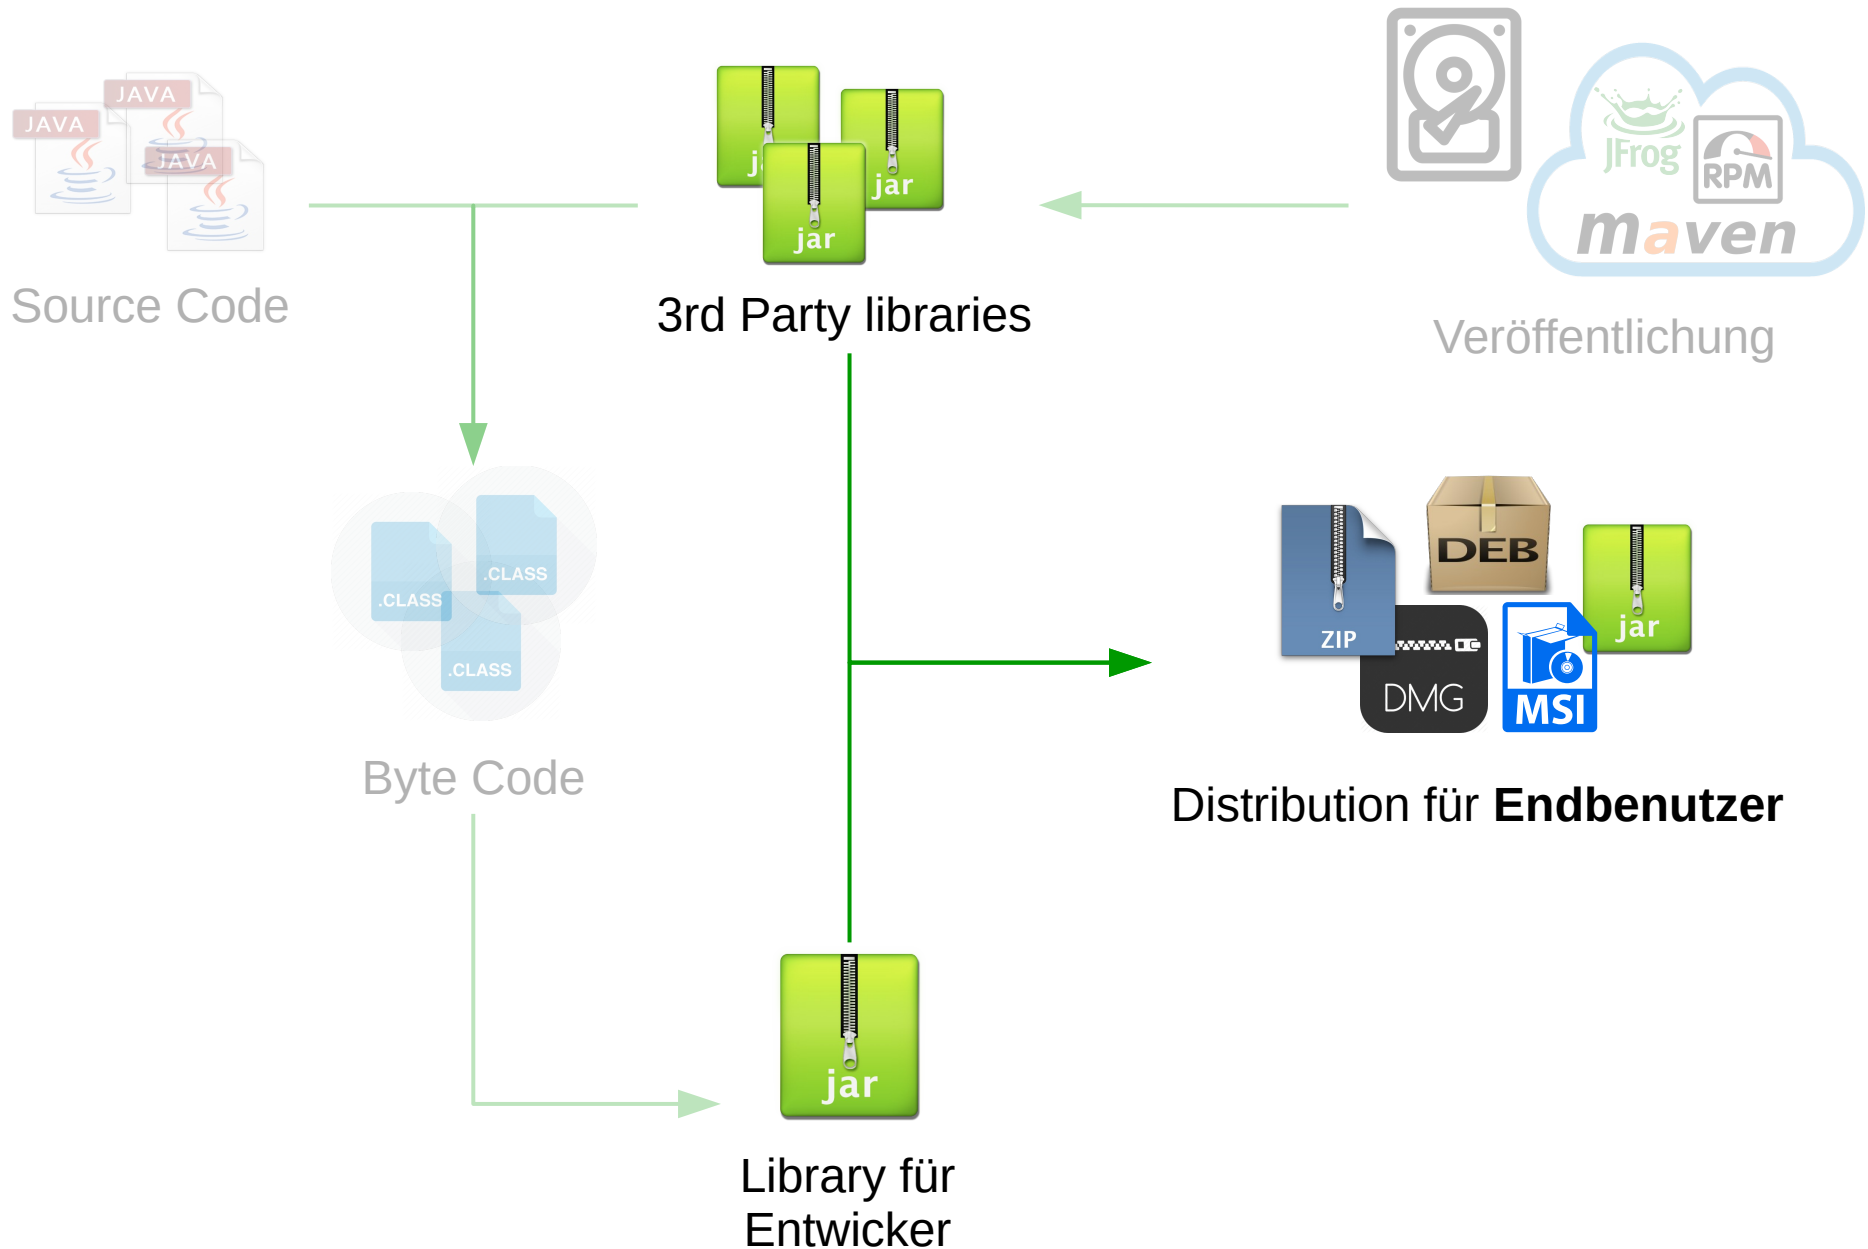 JAVA
JAVA
JAVA
Source Code
jar
jar
jar
3rd Party libraries
JFrog
RPM
maven
Veröffentlichung
.CLASS
.CLASS
.CLASS
Byte Code
ZIP
DEB
jar
DMG
MSI
Distribution für Endbenutzer
jar
Library für
Entwicker